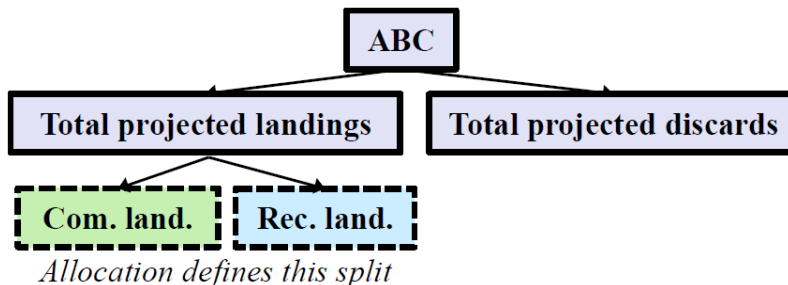 ABC
Total projected landings
Total projected discards
Com. land.
Rec. land.
Allocation defines this split